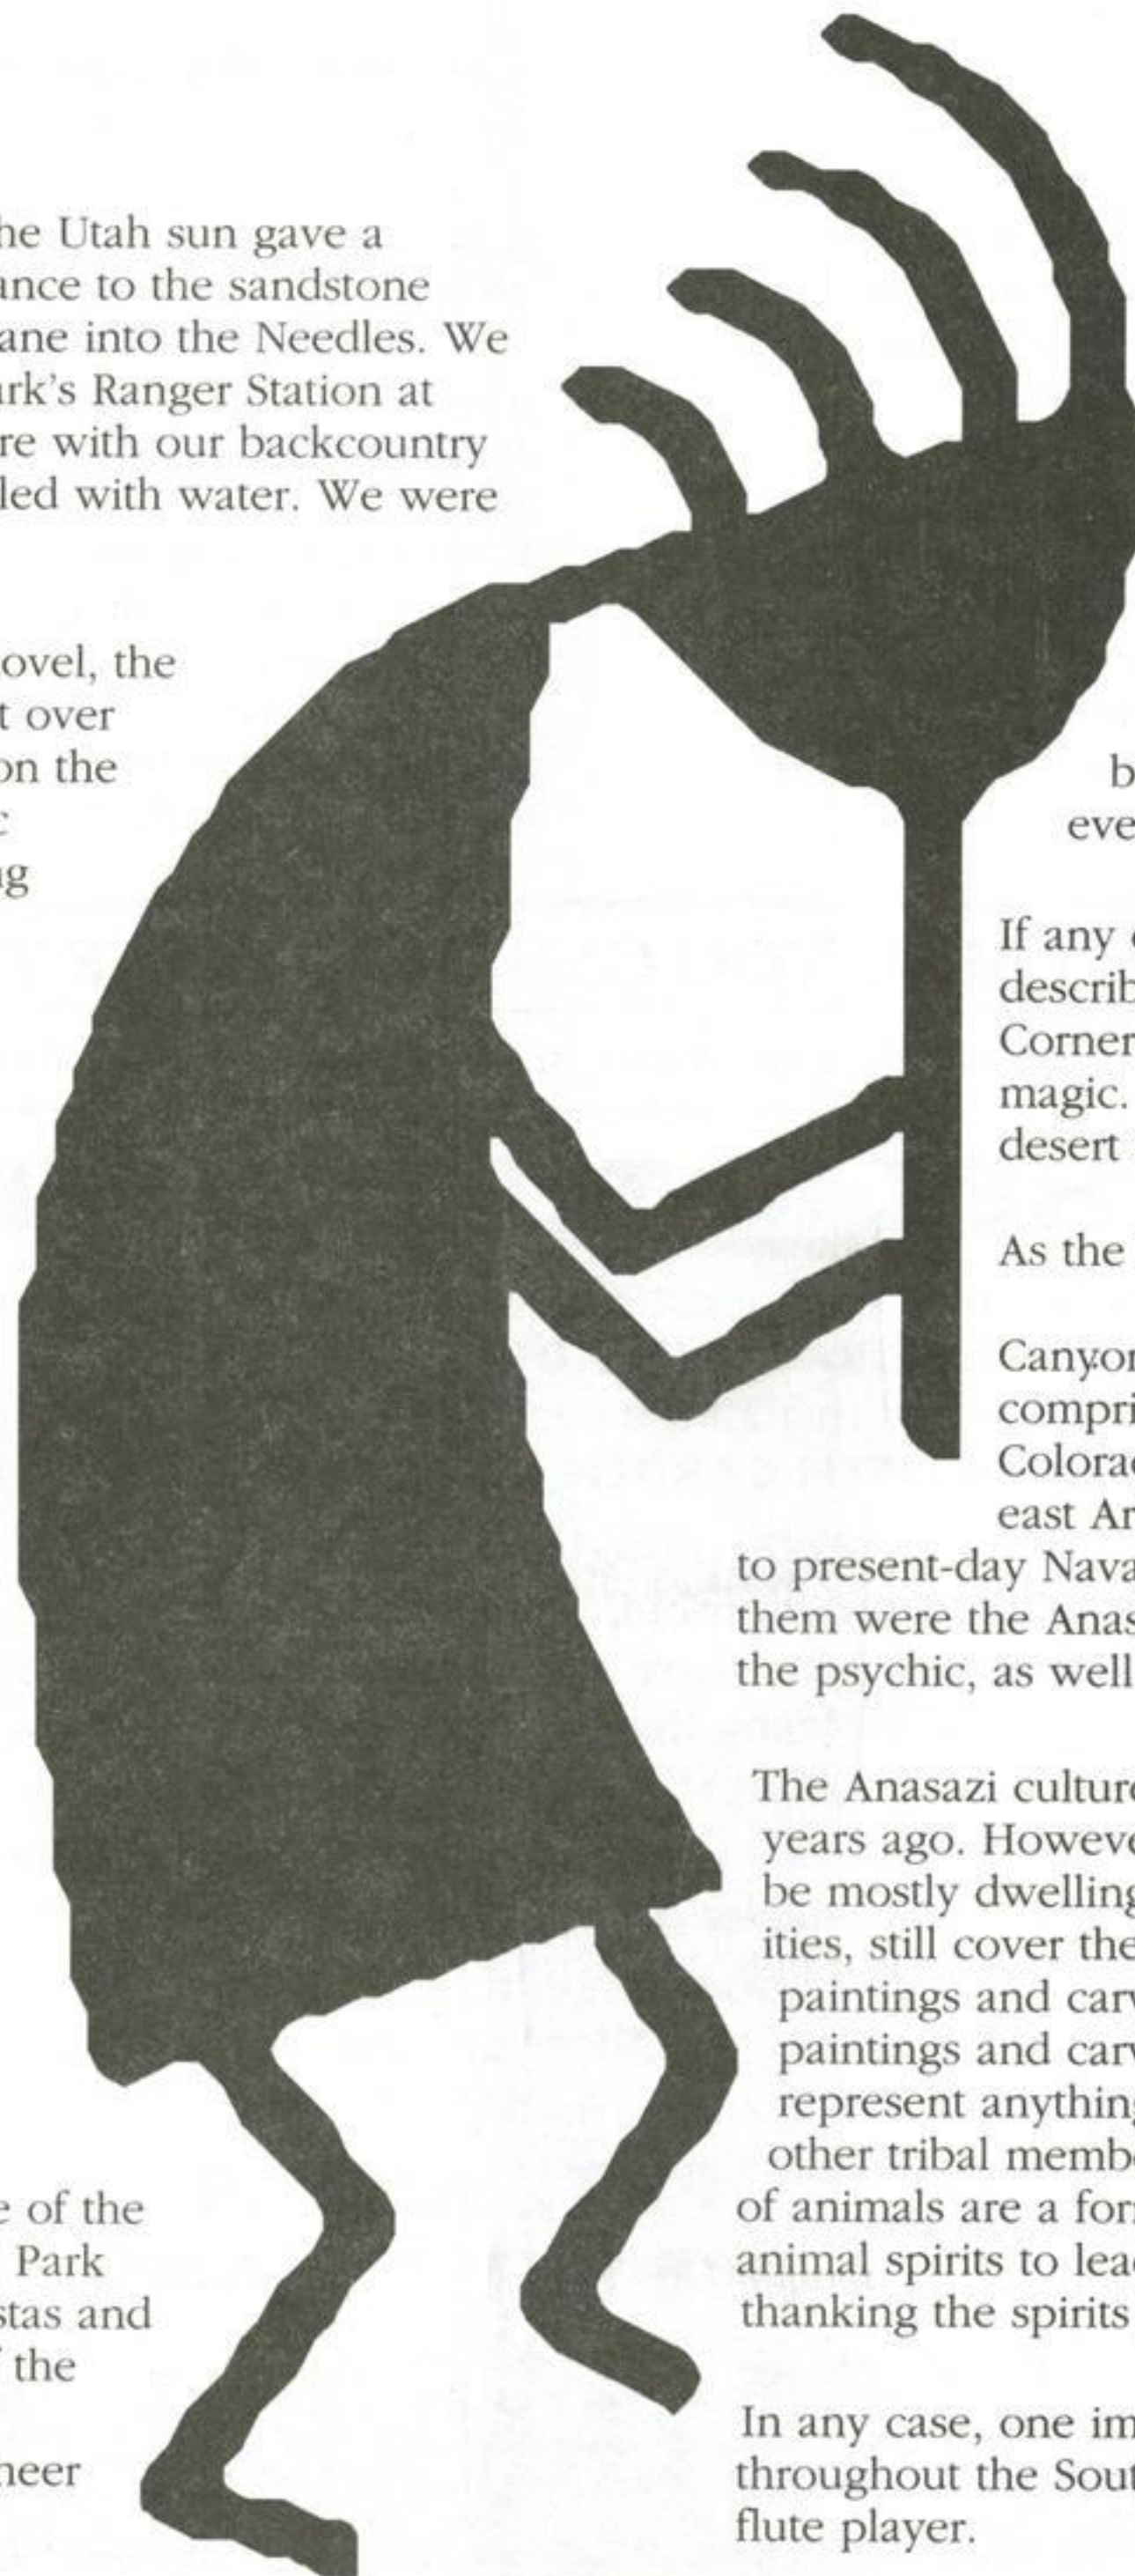 he Utah sun gave a
ance to the sandstone
ane into the Needles. We
ark's Ranger Station at
re with our backcountry
led with water. We were
ovel, the
t over
on the
c
ng
e of the
Park
stas and
f the
neer
b
eve
If any
describ
Corner
magic.
desert
As the
Canyon
compri
Colorad
east Ar
to present-day Nava
them were the Anas
the psychic, as well
The Anasazi culture
years ago. Howeve
be mostly dwelling
ities, still cover the
paintings and carv
paintings and carv
represent anything
other tribal membe
of animals are a for
animal spirits to lead
thanking the spirits
In any case, one im
throughout the Sout
flute player.